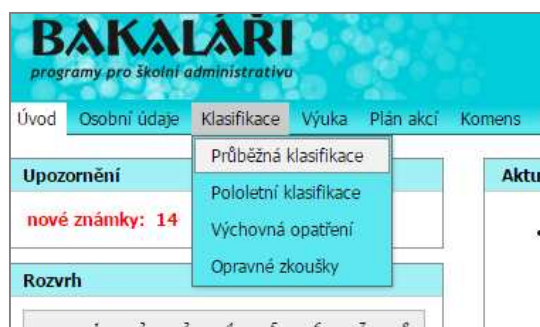 BAKALÁŘI
programy pro školní administrativu
Úvod Osobní údaje Klasifikace Výuka Plán akcí Komens
Průběžná klasifikace
Pololetní klasifikace
Výchovná opatření
Opravné zkoušky
Upozornění
nové známky: 14
Rozvrh
Aktu